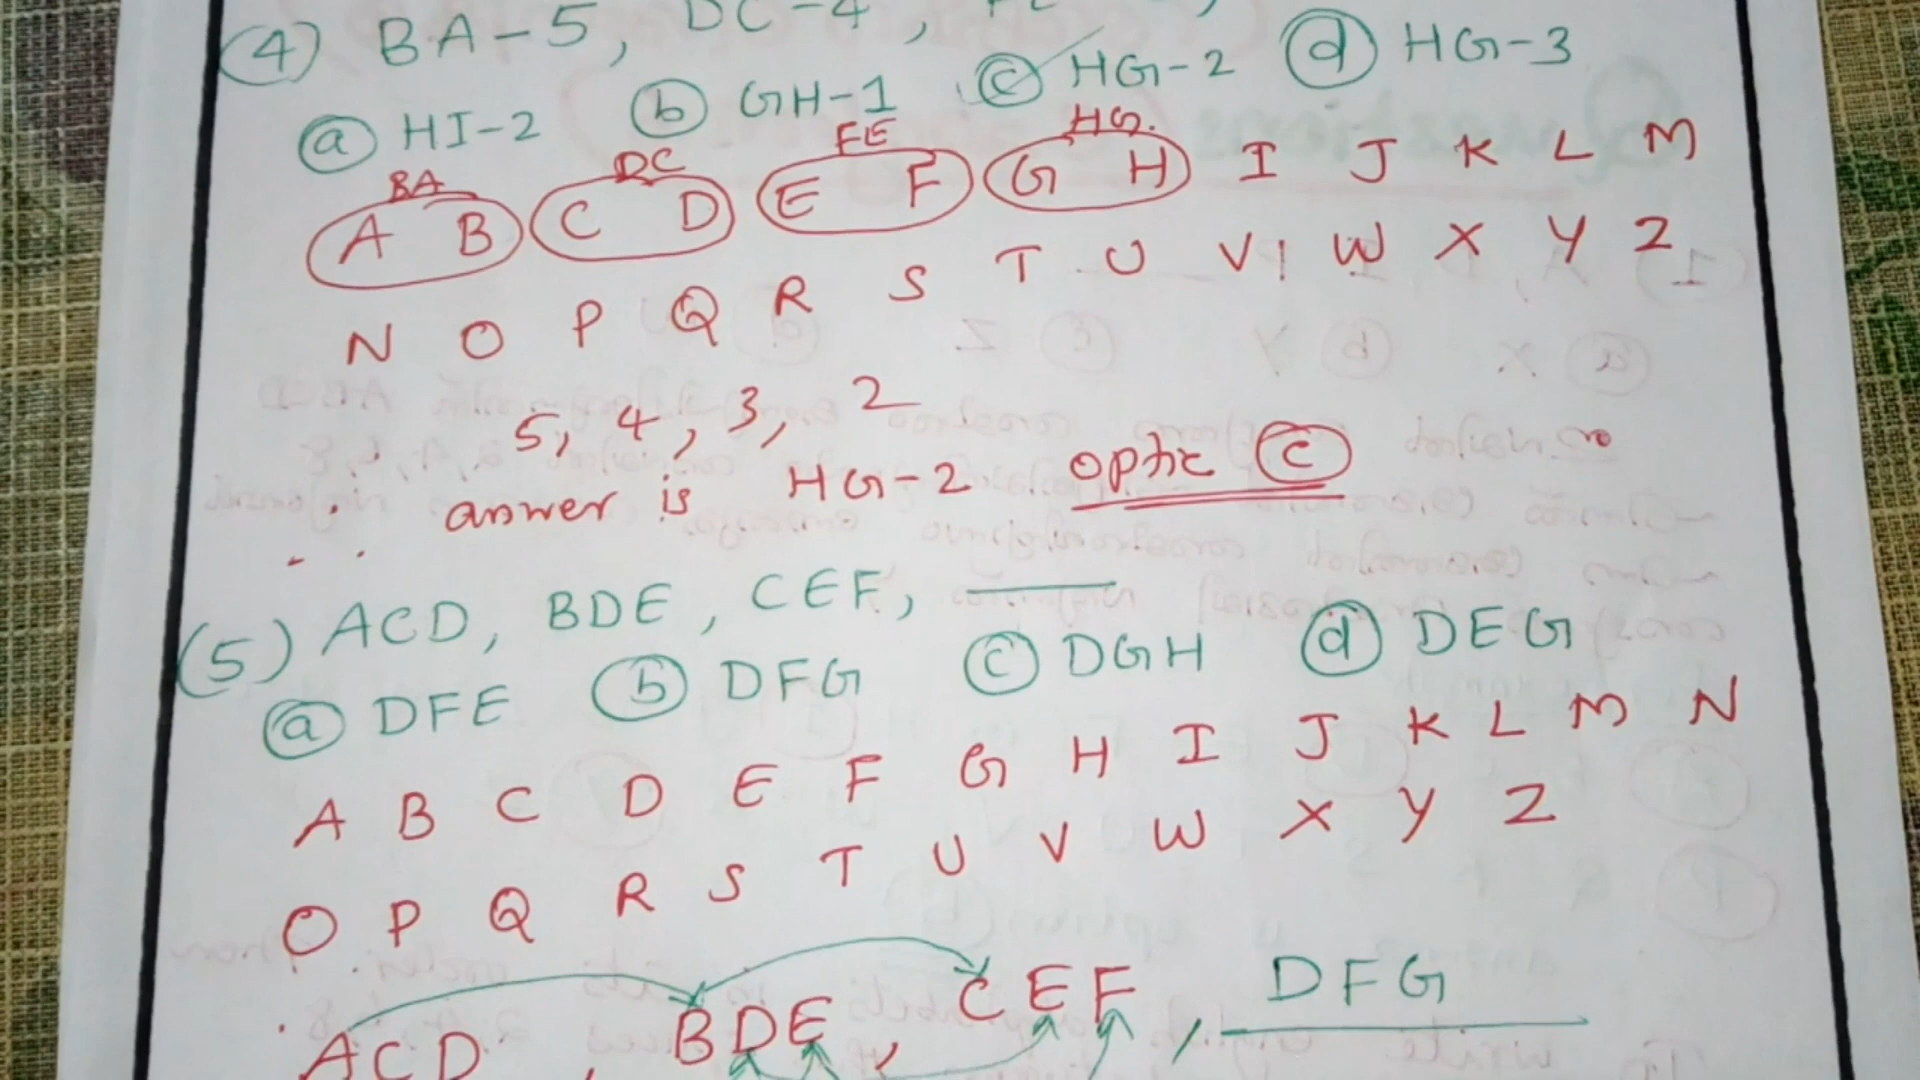 (4) BA-5, DC-4,
(a) HI-2 (b) GH-1 (c) HG-2 (d) HG-3
BA DC FE HG.
A B C D E F G H I J K L M
N O P Q R S T U V W X Y Z
5, 4, 3, 2
answer is HG-2 optic (c)
(5) ACD, BDE, CEF, ____
(a) DFE (b) DFG (c) DGH (d) DEG
A B C D E F G H I J K L M N
O P Q R S T U V W X Y Z
ACD, BDE, CEF, DFG